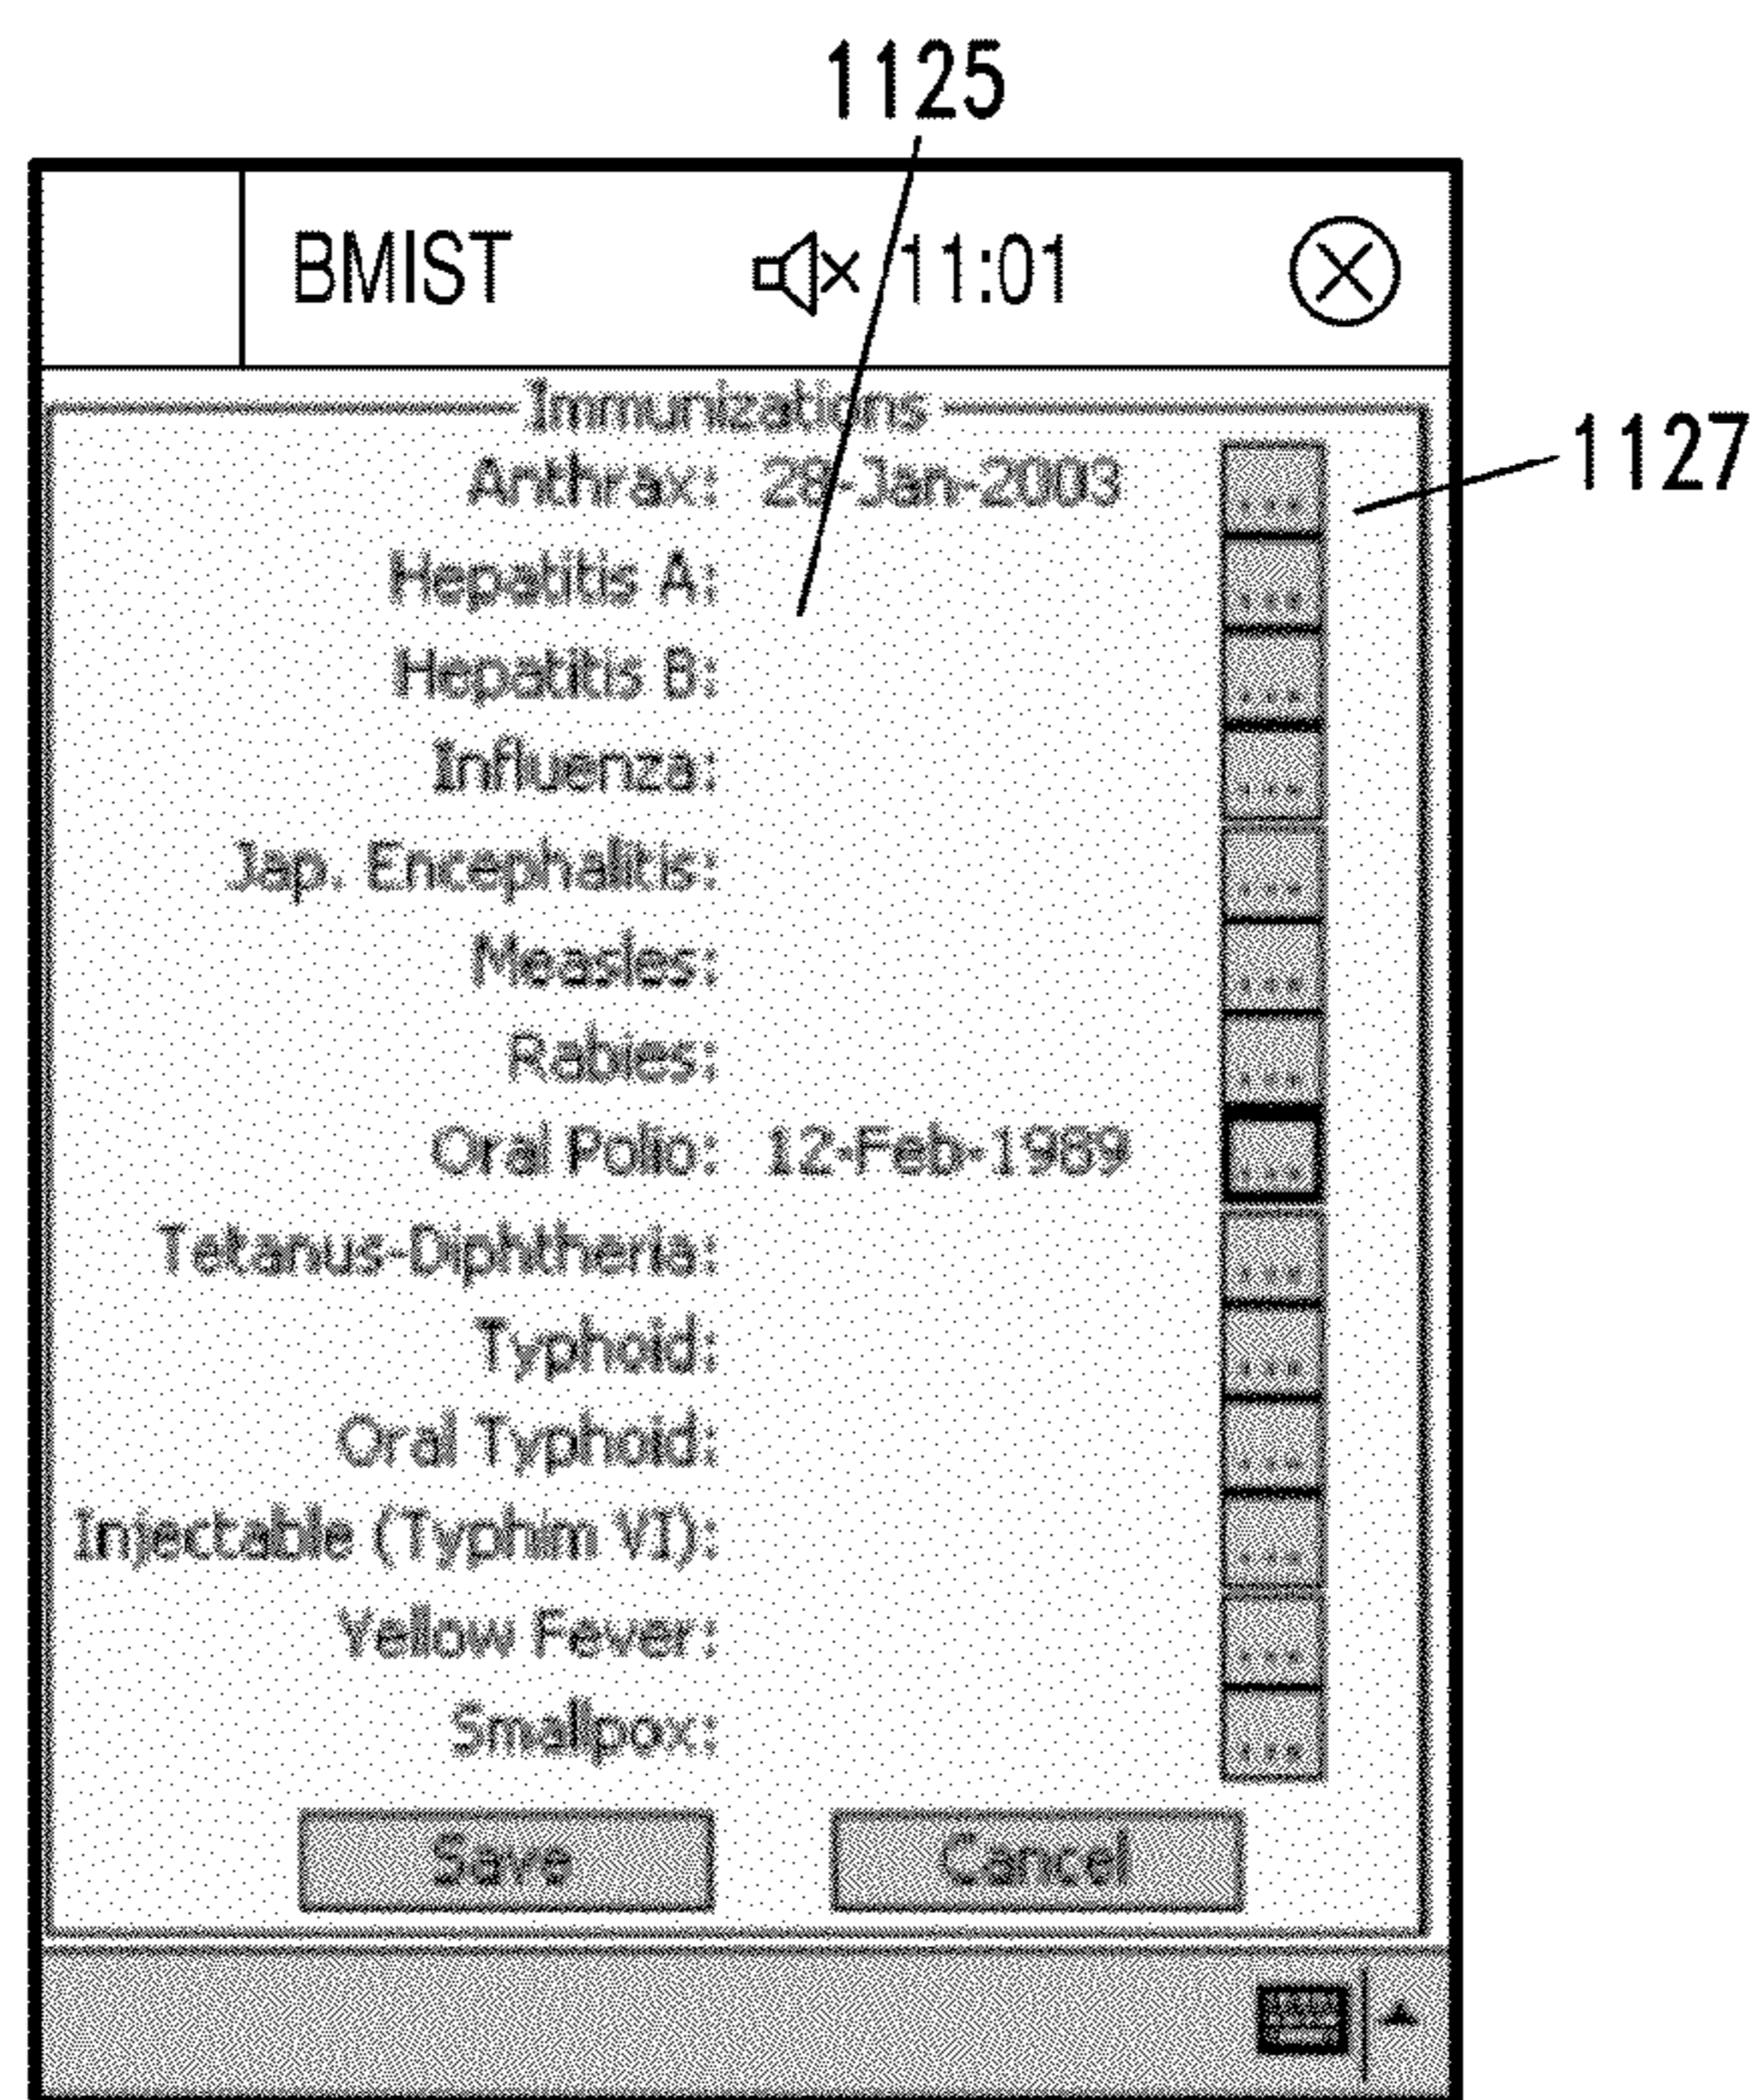 1125
BMIST 11:01
Immunizations
Anthrax: 28-Jan-2003 ...
1127
Hepatitis A: ...
Hepatitis B: ...
Influenza: ...
Jap. Encephalitis: ...
Measles: ...
Rabies: ...
Oral Polio: 12-Feb-1989 ...
Tetanus-Diphtheria: ...
Typhoid: ...
Oral Typhoid: ...
Injectable (Typhim VI): ...
Yellow Fever: ...
Smallpox: ...
Save Cancel